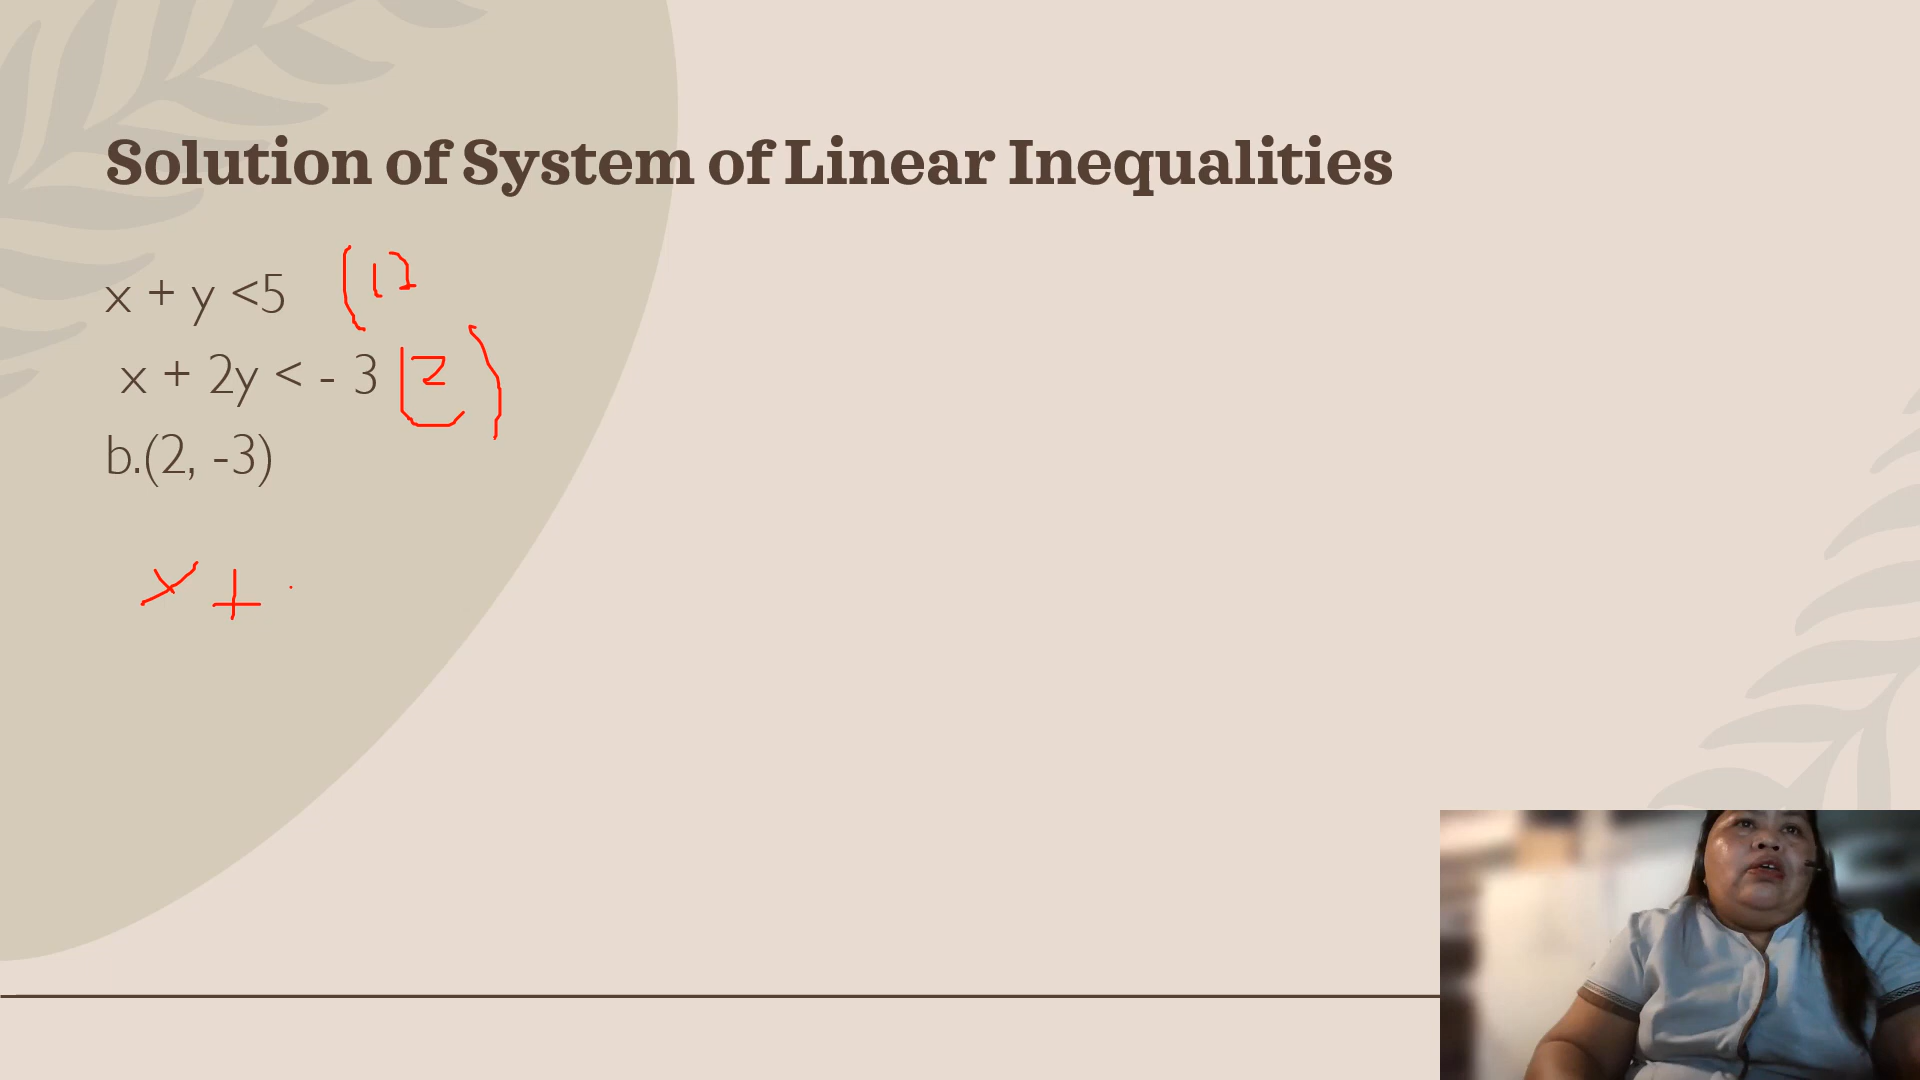 Solution of System of Linear Inequalities
x + y <5 (1)
x + 2y < - 3 (2)
b.(2, -3)
x +